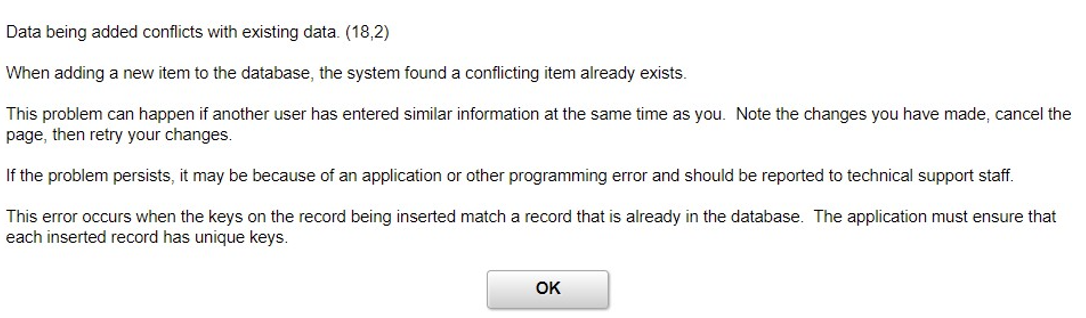 Data being added conflicts with existing data. (18,2)
When adding a new item to the database, the system found a conflicting item already exists.
This problem can happen if another user has entered similar information at the same time as you.  Note the changes you have made, cancel the
page, then retry your changes.
If the problem persists, it may be because of an application or other programming error and should be reported to technical support staff.
This error occurs when the keys on the record being inserted match a record that is already in the database.  The application must ensure that
each inserted record has unique keys.
OK